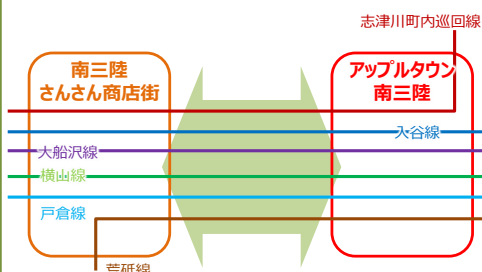 志津川町内巡回線
南三陸
さんさん商店街
アップルタウン
南三陸
入谷線
大船沢線
横山線
戸倉線
荒砥線